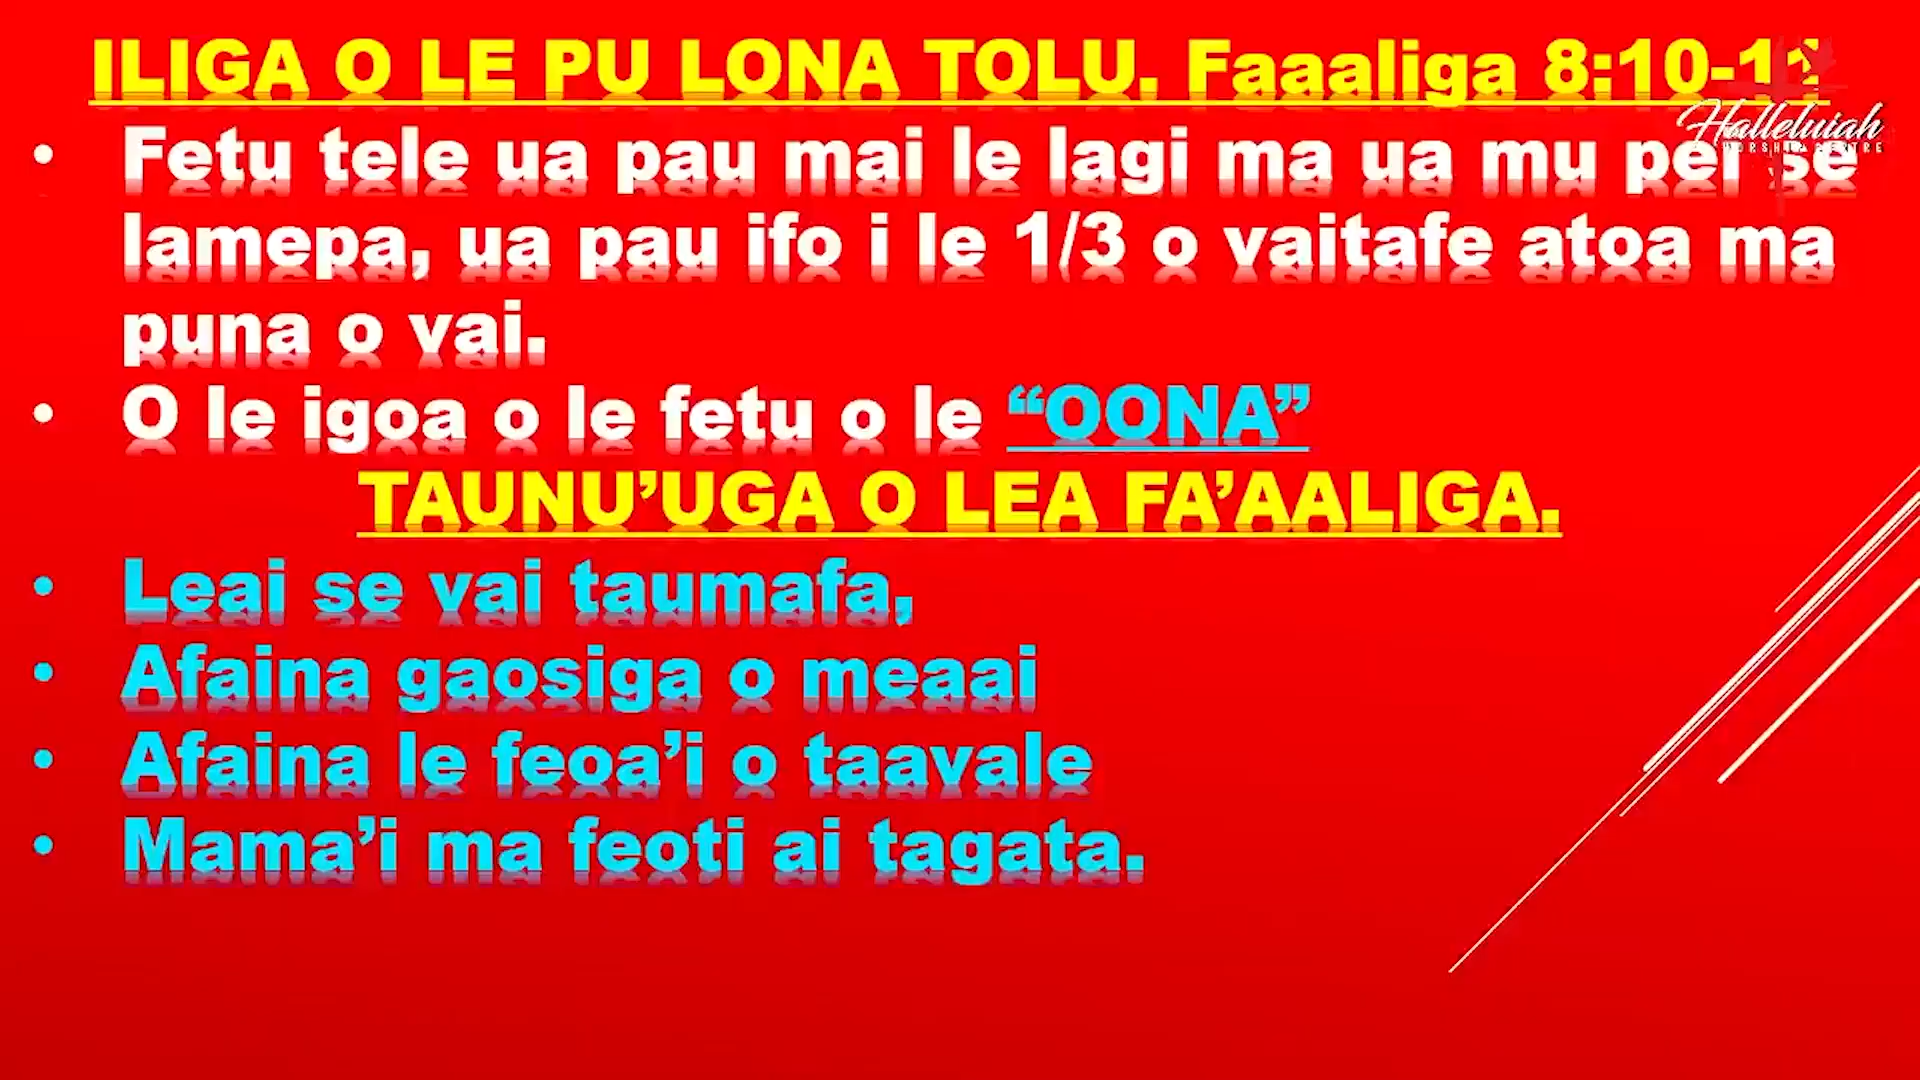 ILIGA O LE PU LONA TOLU. Faaaliga 8:10-11
Halleluiah
WORSHIP CENTRE
• Fetu tele ua pau mai le lagi ma ua mu pei se
lamepa, ua pau ifo i le 1/3 o vaitafe atoa ma
puna o vai.
• O le igoa o le fetu o le “OONA”
TAUNU’UGA O LEA FA’AALIGA.
• Leai se vai taumafa,
• Afaina gaosiga o meaai
• Afaina le feoa’i o taavale
• Mama’i ma feoti ai tagata.